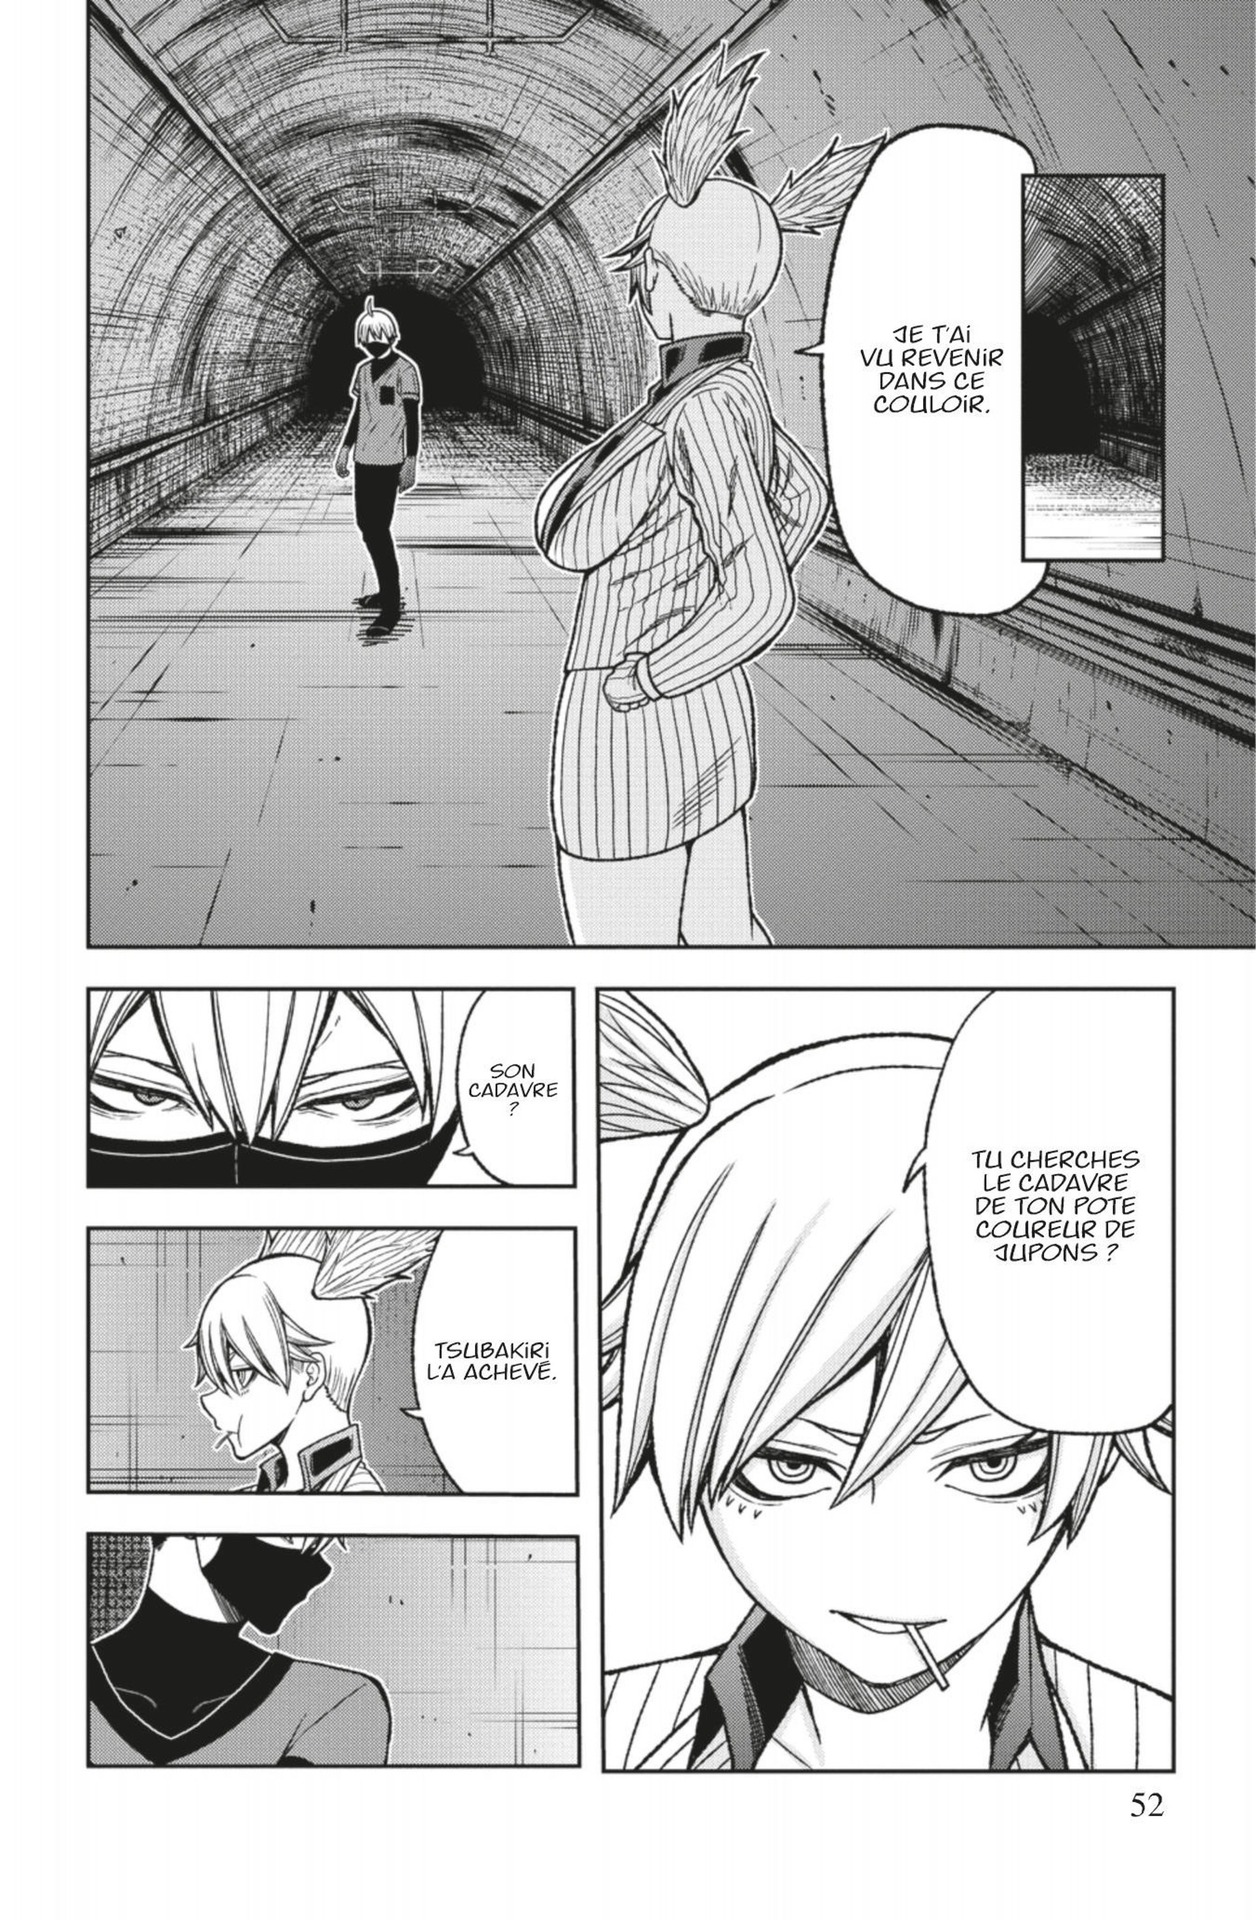 JE T'AI
VU REVENIR
DANS CE
COULOIR.
TU CHERCHES
LE CADAVRE
DE TON POTE
COUREUR DE
JUPONS ?
SON
CADAVRE
?
TSUBAKIRI
L'A ACHEVÉ.
52